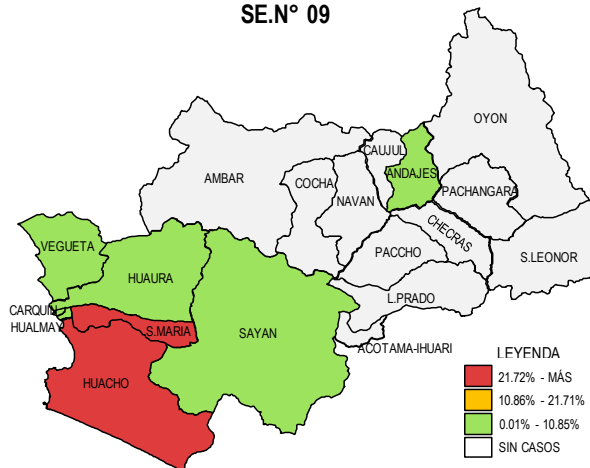 SE.N° 09
OYON
CAUJUL
ANDAJES
AMBAR
COCHA
NAVAN
PACHANGARA
CHECRAS
VEGUETA
HUAURA
PACCHO
S.LEONOR
L.PRADO
CARQUIN
HUALMAY
S.MARIA
SAYAN
ACOTAMA-IHUARI
HUACHO
LEYENDA
21.72% - MÁS
10.86% - 21.71%
0.01% - 10.85%
SIN CASOS